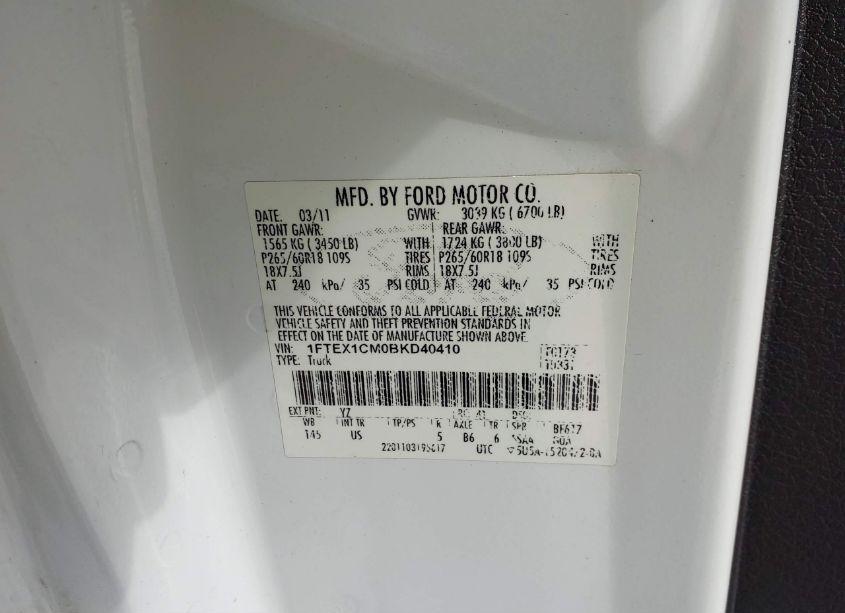 MFD. BY FORD MOTOR CO.
DATE: 03/11 GVWR: 3039 KG ( 6700 LB)
FRONT GAWR: REAR GAWR:
1565 KG ( 3450 LB) WITH 1724 KG ( 3800 LB) WITH
P265/60R18 109S TIRES P265/60R18 109S TIRES
18X7.5J RIMS 18X7.5J RIMS
AT 240 kPa/ 35 PSI COLD AT 240 kPa/ 35 PSI COLD
THIS VEHICLE CONFORMS TO ALL APPLICABLE FEDERAL MOTOR
VEHICLE SAFETY AND THEFT PREVENTION STANDARDS IN
EFFECT ON THE DATE OF MANUFACTURE SHOWN ABOVE.
VIN: 1FTEX1CM0BKD40410
TYPE: Truck
EXT PNT: YZ RC: 41 DSO:
WB INT TR TP/PS R AXLE TR SPR BF617
145 US 5 B6 6
UTC